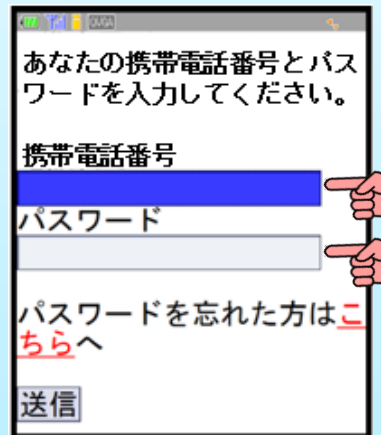 QVGA
あなたの携帯電話番号とパス
ワードを入力してください。
携帯電話番号
パスワード
パスワードを忘れた方はこ
ちらへ
送信